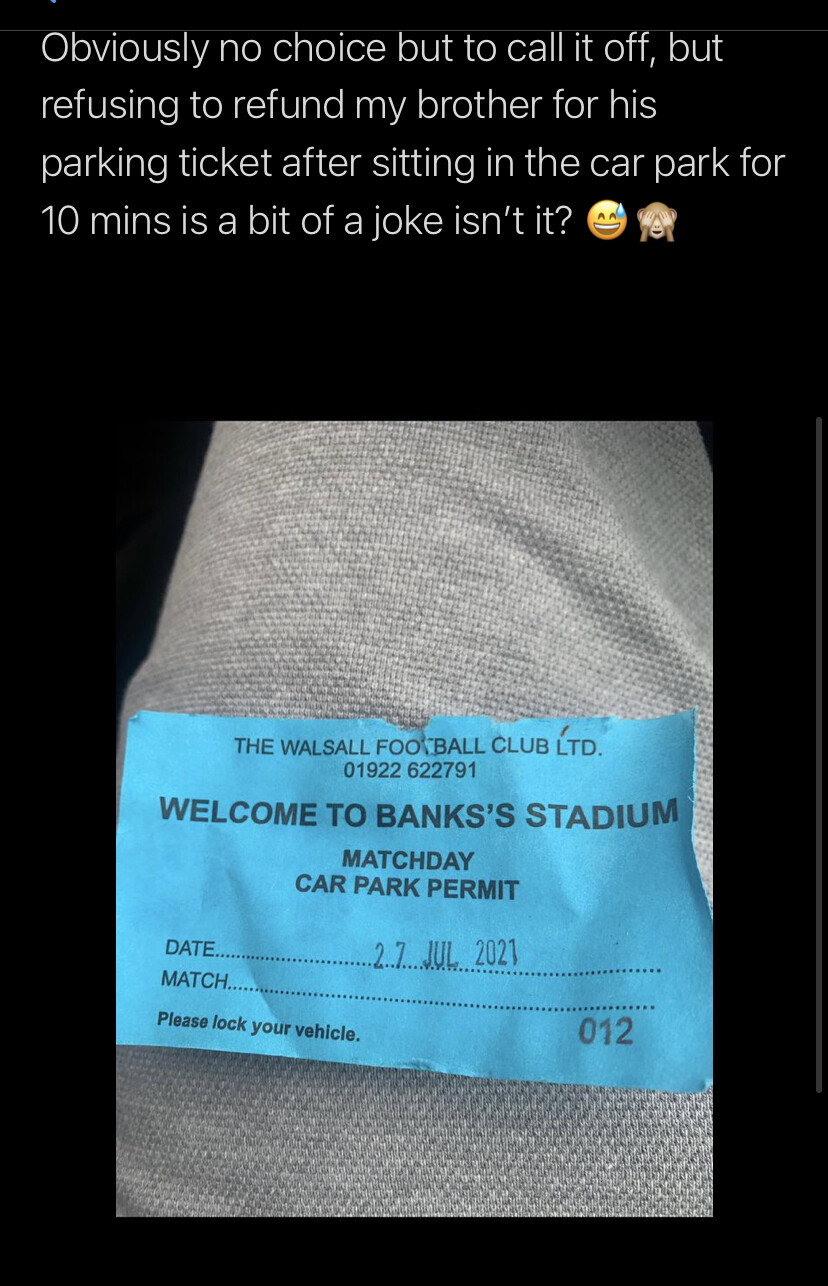 Obviously no choice but to call it off, but
refusing to refund my brother for his
parking ticket after sitting in the car park for
10 mins is a bit of a joke isn’t it? 😅🙈
THE WALSALL FOOTBALL CLUB LTD.
01922 622791
WELCOME TO BANKS'S STADIUM
MATCHDAY
CAR PARK PERMIT
DATE..............................27 JUL 2021..............................
MATCH............................................................
Please lock your vehicle. 012